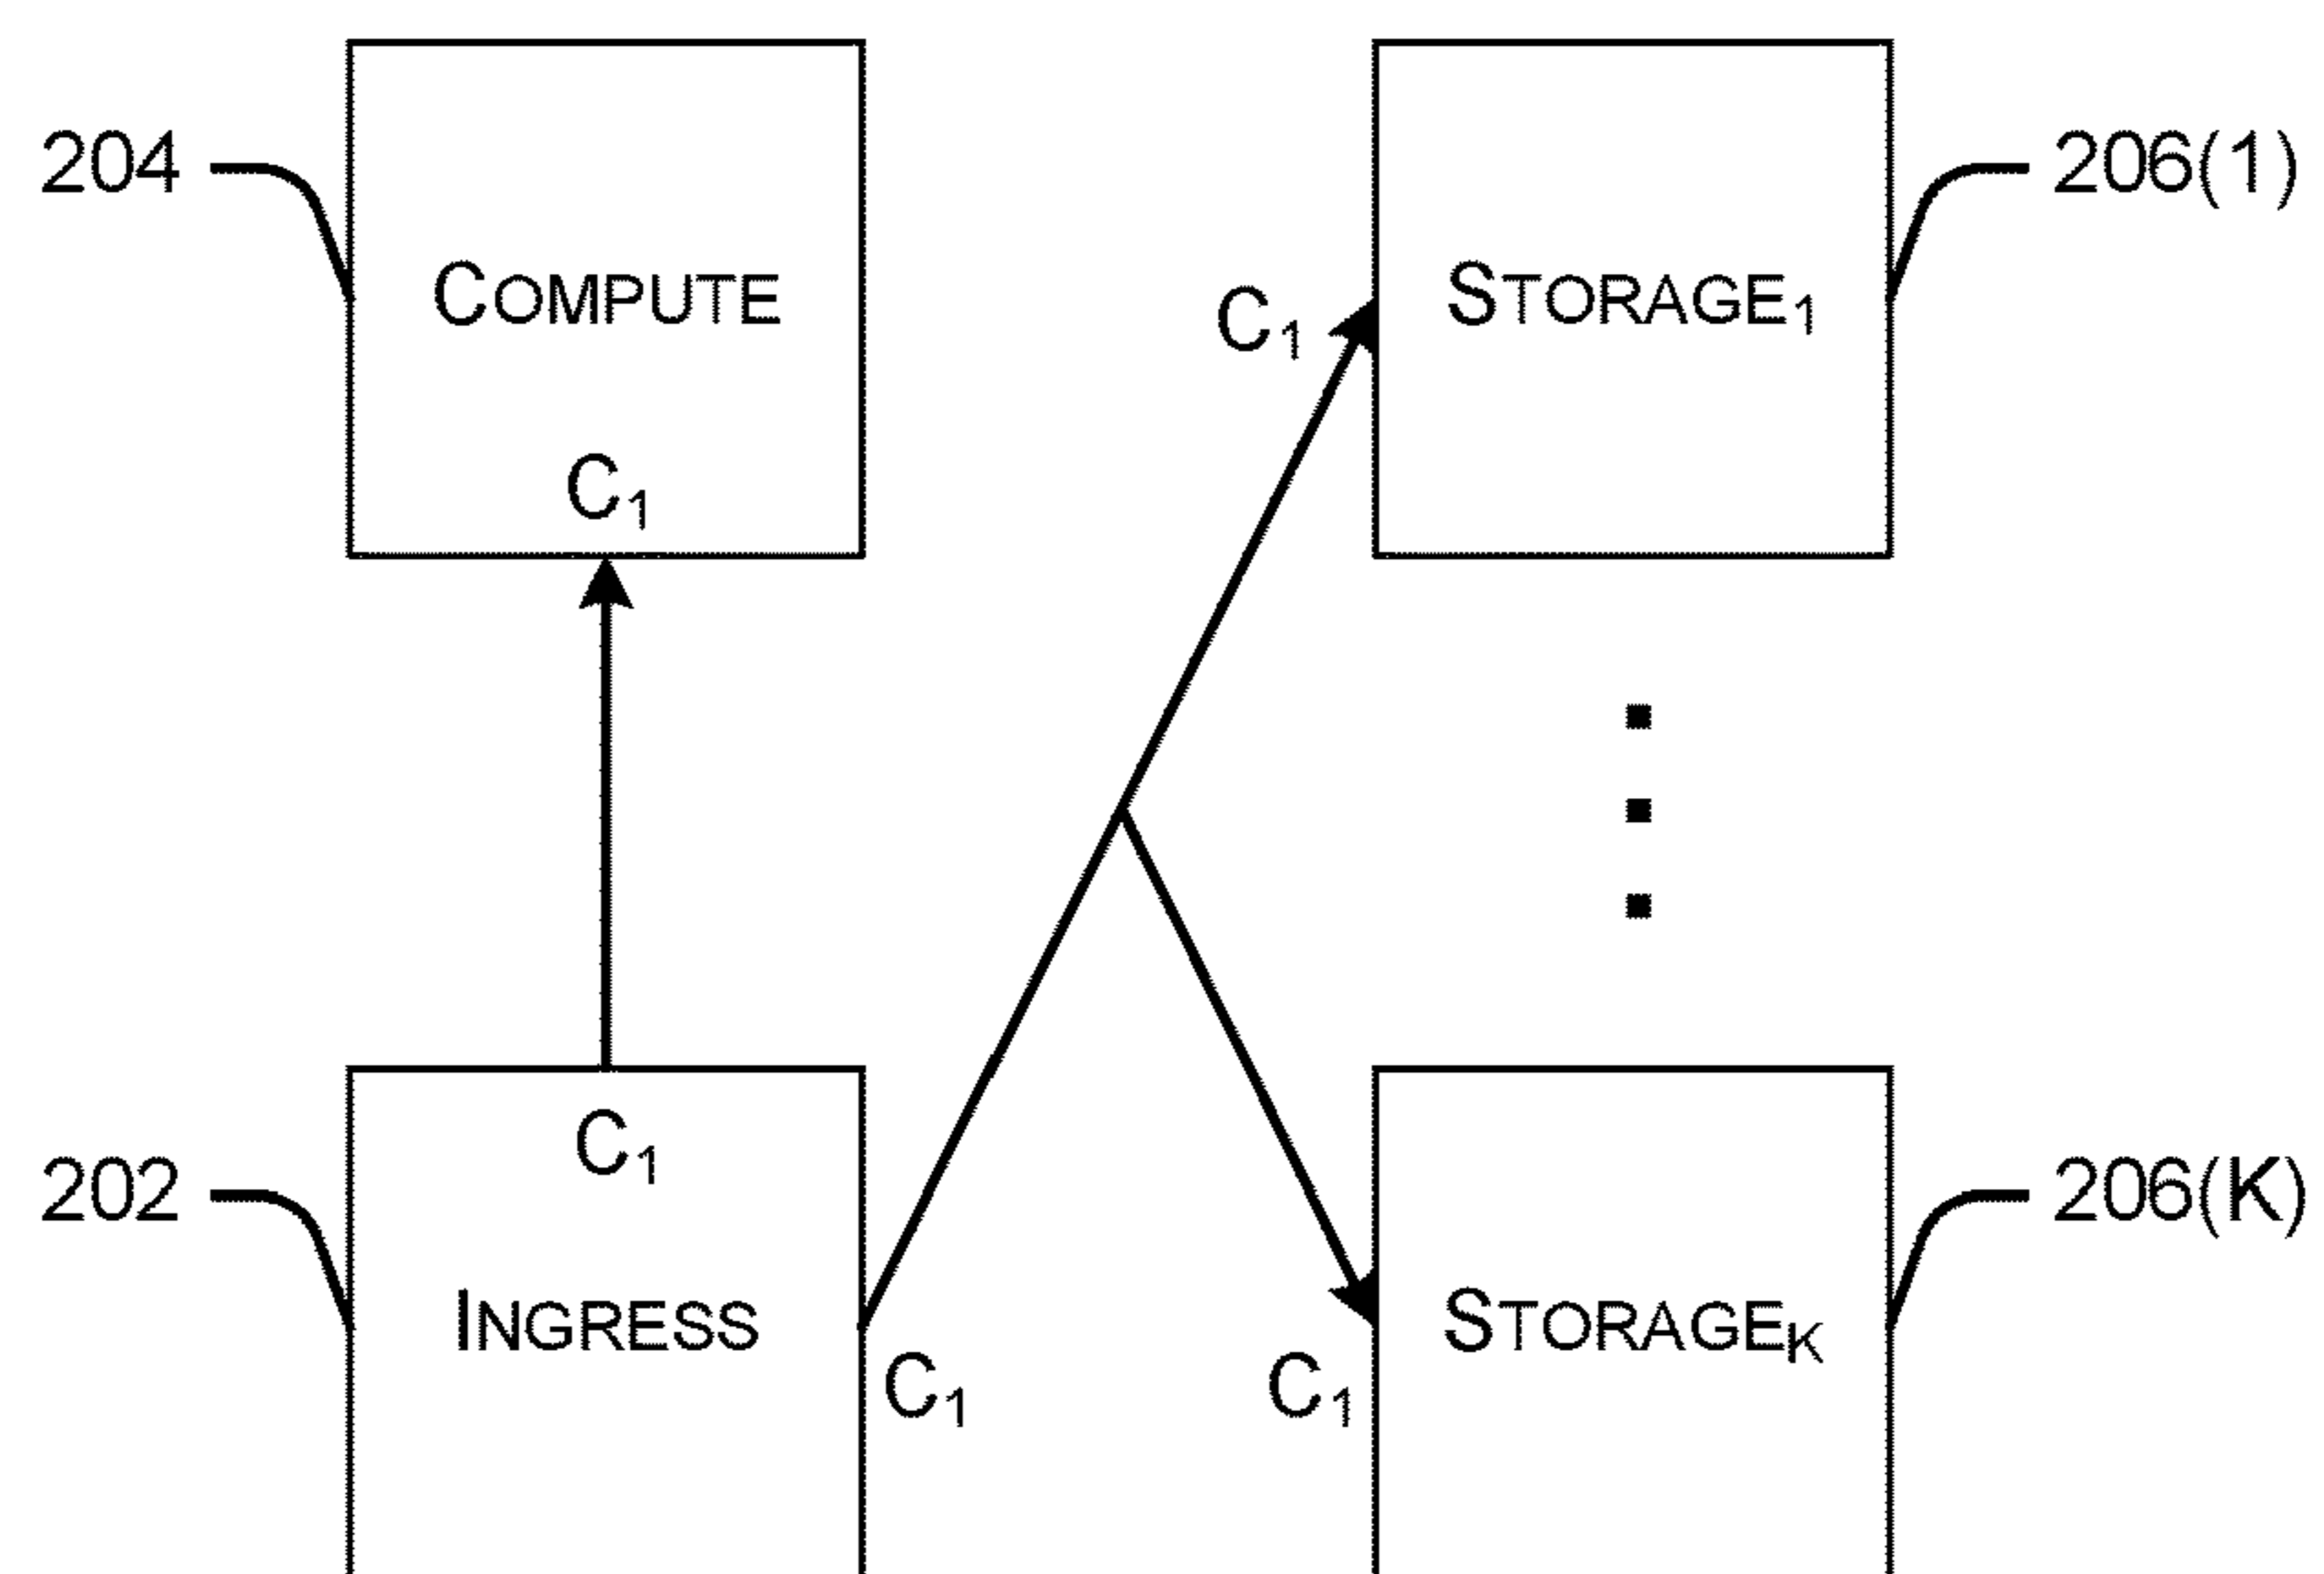 204
COMPUTE
C₁
C₁
STORAGE₁
206(1)
202
C₁
INGRESS
C₁
C₁
STORAGEₖ
206(K)